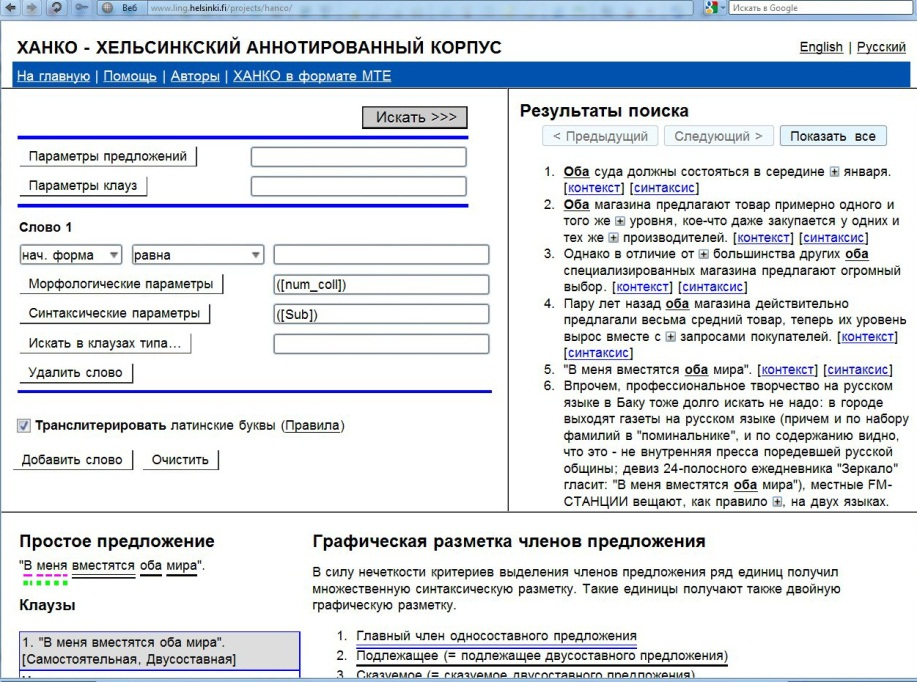 Веб www.ling.helsinki.fi/projects/hanco/ Искать в Google
ХАНКО - ХЕЛЬСИНКСКИЙ АННОТИРОВАННЫЙ КОРПУС
English | Русский
На главную | Помощь | Авторы | ХАНКО в формате МТЕ
Искать >>>
Параметры предложений
Параметры клауз
Слово 1
нач. форма равна
Морфологические параметры ([num_coll])
Синтаксические параметры ([Sub])
Искать в клаузах типа...
Удалить слово
Транслитерировать латинские буквы (Правила)
Добавить слово Очистить
Результаты поиска
< Предыдущий Следующий > Показать все
1. Оба суда должны состояться в середине + января.
[контекст] [синтаксис]
2. Оба магазина предлагают товар примерно одного и
того же + уровня, кое-что даже закупается у одних и
тех же + производителей. [контекст] [синтаксис]
3. Однако в отличие от + большинства других оба
специализированных магазина предлагают огромный
выбор. [контекст] [синтаксис]
4. Пару лет назад оба магазина действительно
предлагали весьма средний товар, теперь их уровень
вырос вместе с + запросами покупателей. [контекст]
[синтаксис]
5. "В меня вместятся оба мира". [контекст] [синтаксис]
6. Впрочем, профессиональное творчество на русском
языке в Баку тоже долго искать не надо: в городе
выходят газеты на русском языке (причем и по набору
фамилий в "поминальнике", и по содержанию видно,
что это - не внутренняя пресса поредевшей русской
общины; девиз 24-полосного ежедневника "Зеркало"
гласит: "В меня вместятся оба мира"), местные FM-
СТАНЦИИ вещают, как правило +, на двух языках.
Простое предложение
"В меня вместятся оба мира".
Клаузы
1. "В меня вместятся оба мира".
[Самостоятельная, Двусоставная]
Графическая разметка членов предложения
В силу нечеткости критериев выделения членов предложения ряд единиц получил
множественную синтаксическую разметку. Такие единицы получают также двойную
графическую разметку.
1. Главный член односоставного предложения
2. Подлежащее (= подлежащее двусоставного предложения)
3. Сказуемое (= сказуемое двусоставного предложения)